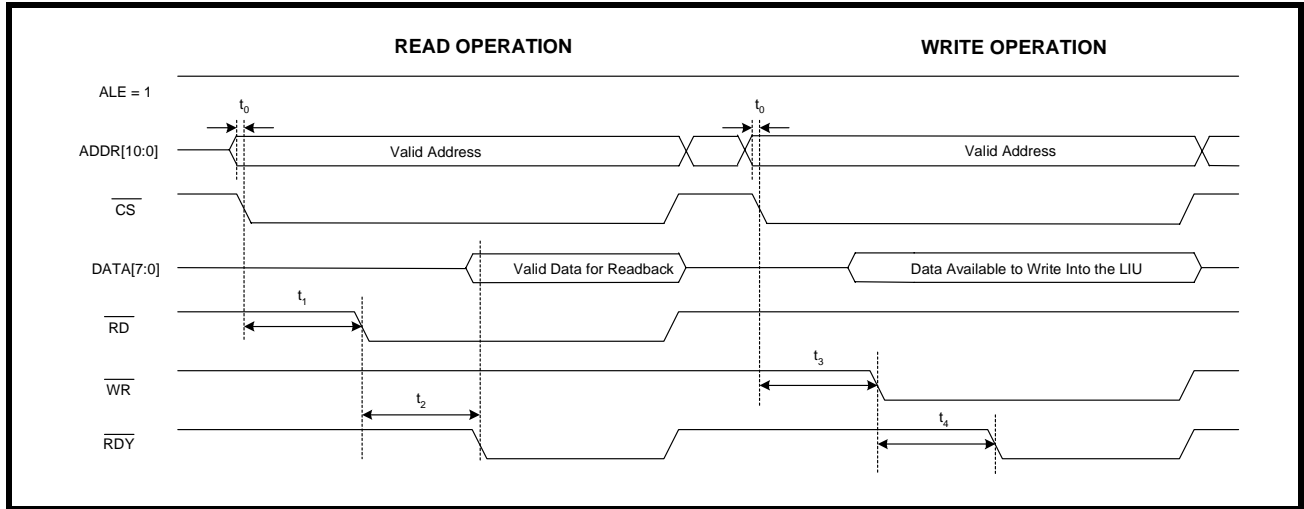 READ OPERATION WRITE OPERATION
ALE = 1
t0 t0
ADDR[10:0] Valid Address Valid Address
CS
DATA[7:0] Valid Data for Readback Data Available to Write Into the LIU
t1
RD
t3
WR
t2
t4
RDY